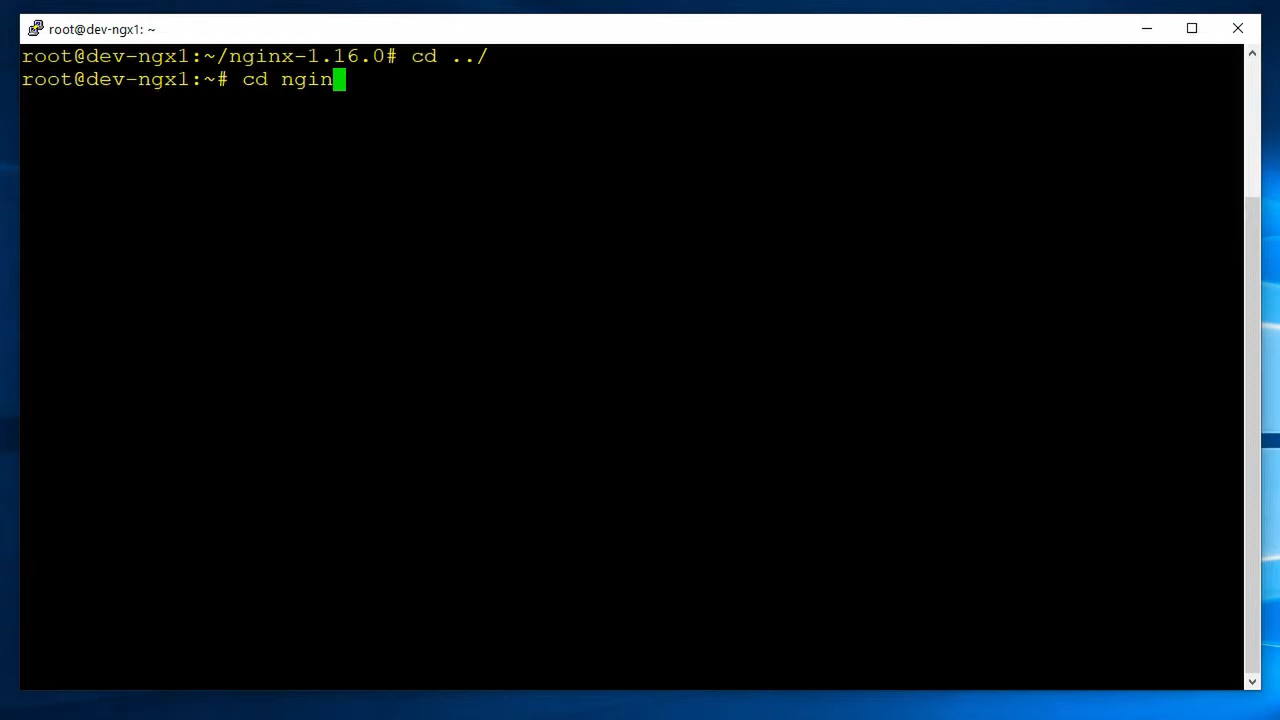 root@dev-ngx1: ~
root@dev-ngx1:~/nginx-1.16.0# cd ../
root@dev-ngx1:~# cd ngin